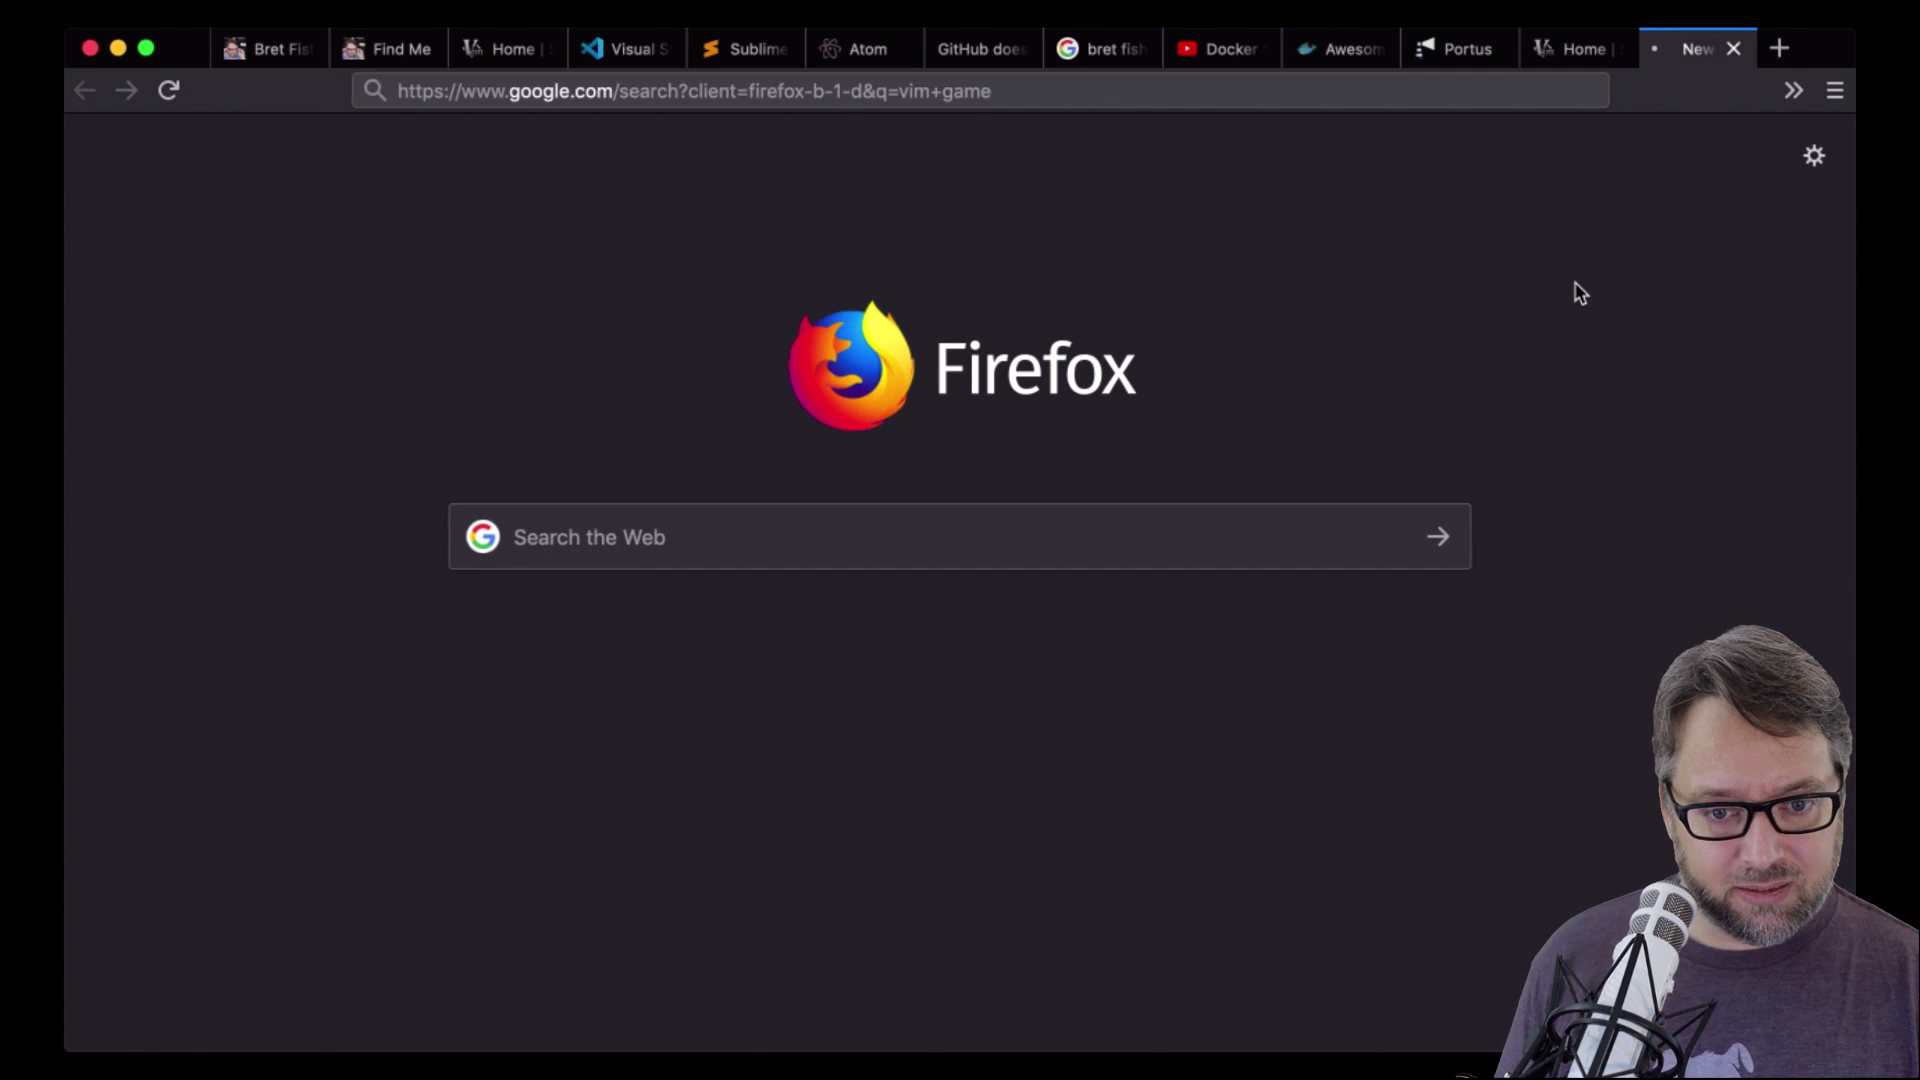 Bret Fis
Find Me
Home |
Visual S
Sublime
Atom
GitHub does
bret fish
Docker
Awesom
Portus
Home |
New
https://www.google.com/search?client=firefox-b-1-d&q=vim+game
Firefox
Search the Web